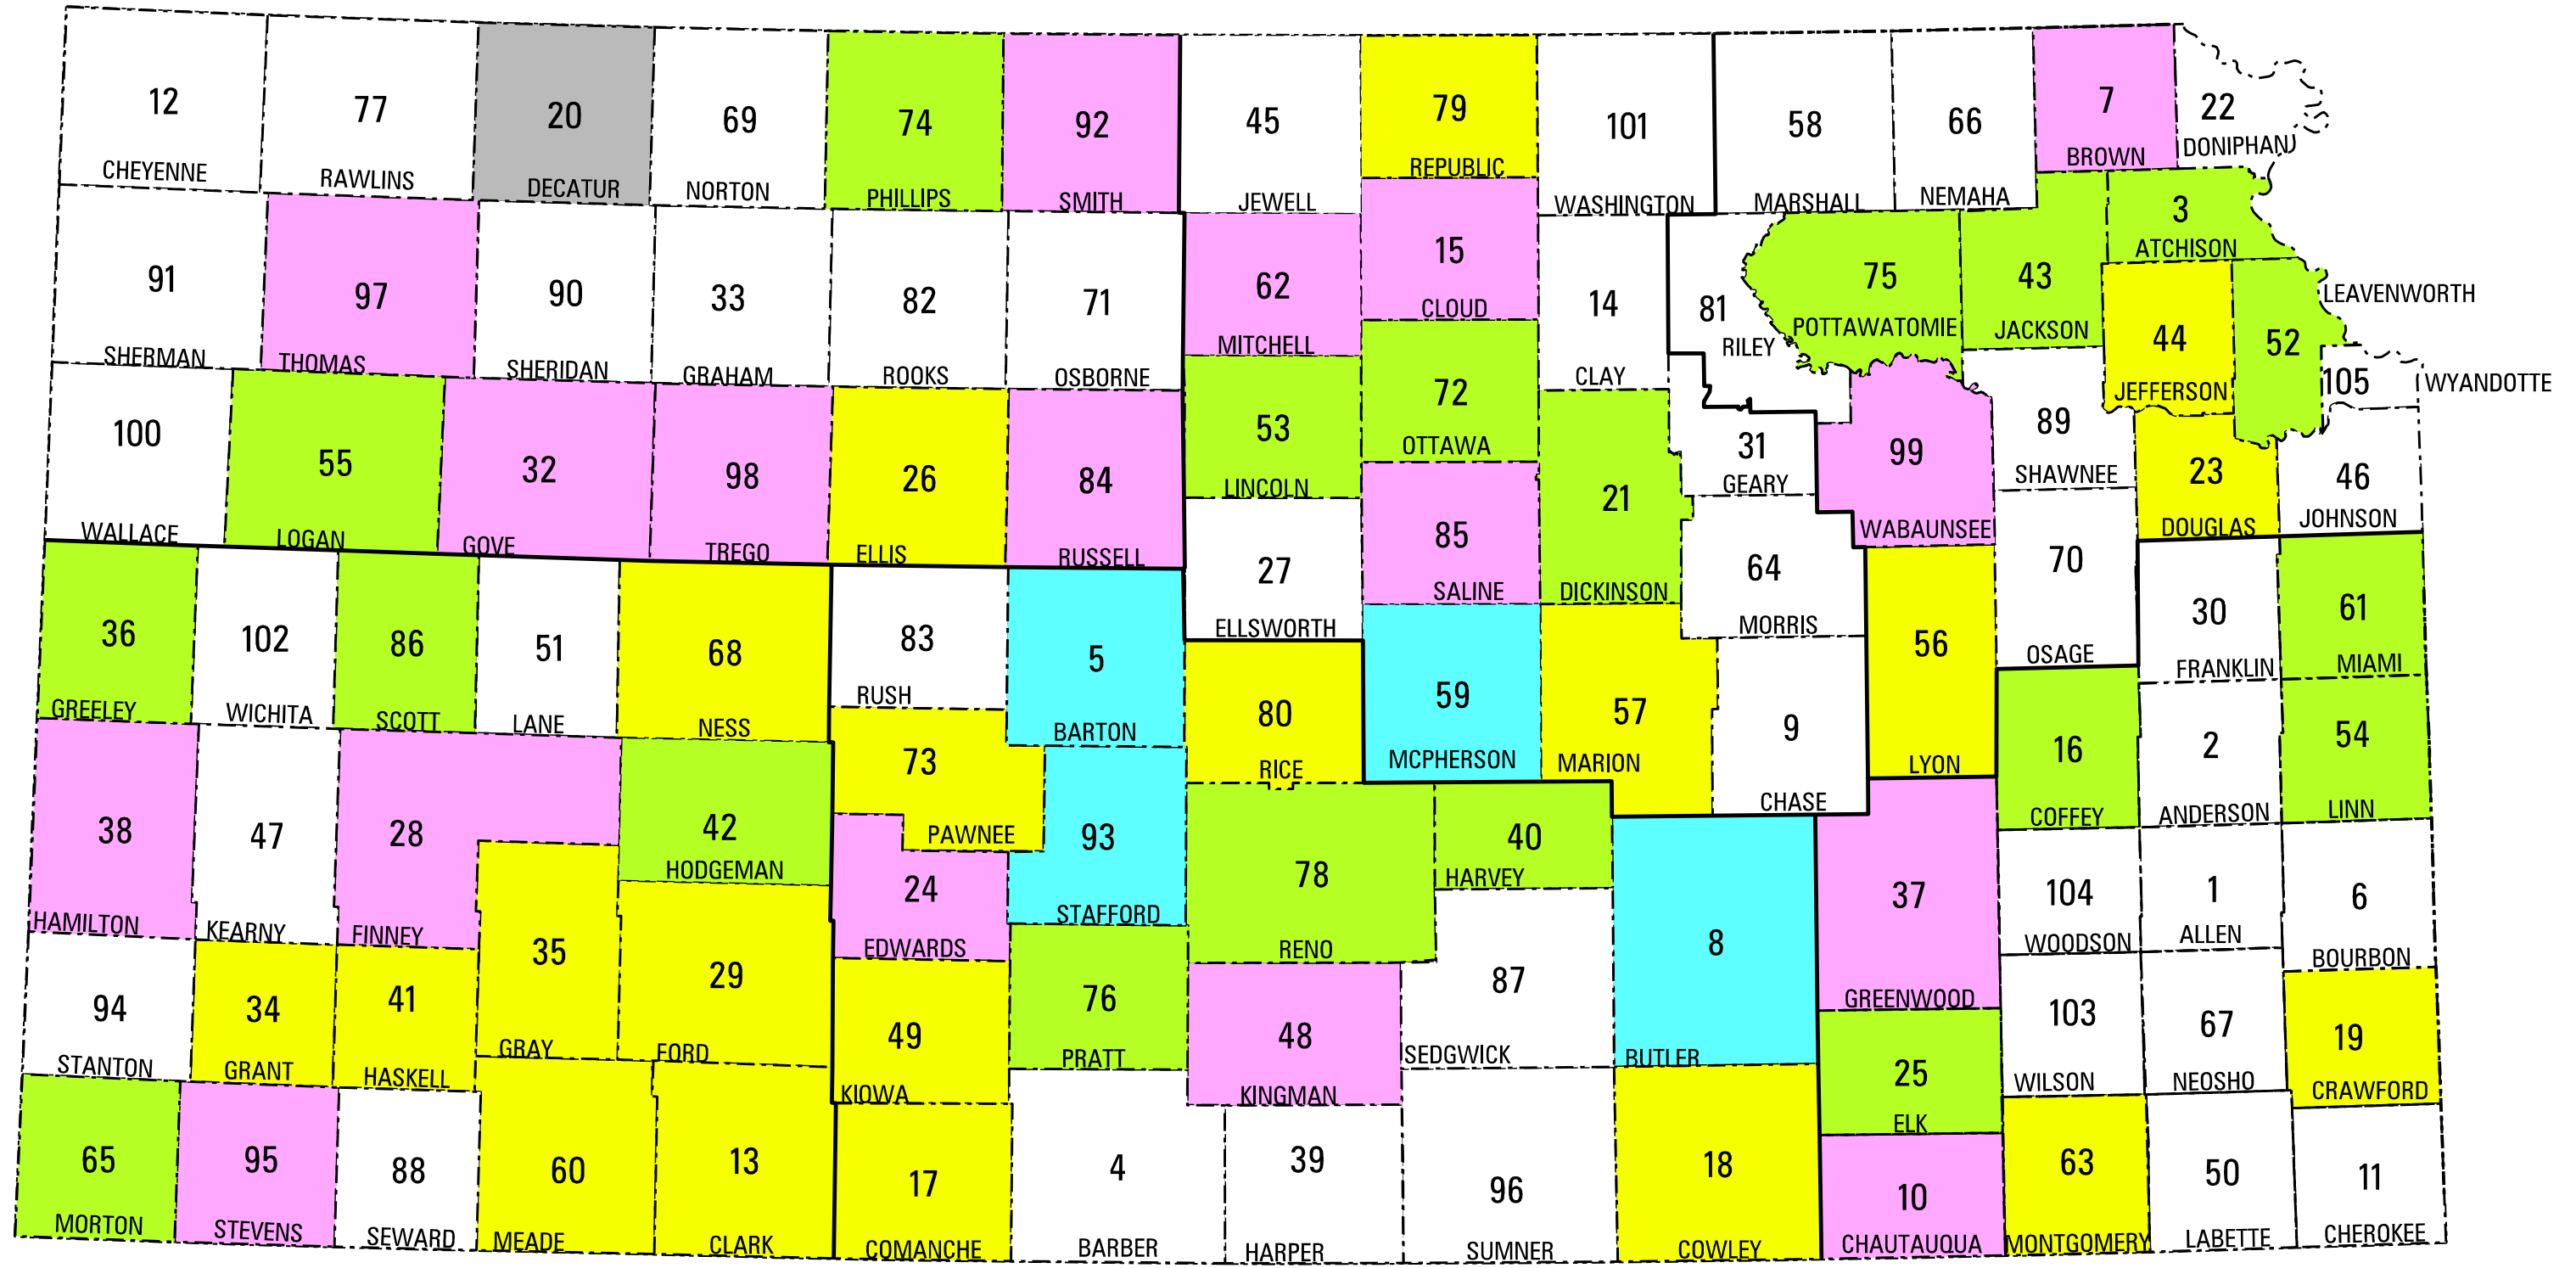 12
CHEYENNE
77
RAWLINS
20
DECATUR
69
NORTON
74
PHILLIPS
92
SMITH
45
JEWELL
79
REPUBLIC
101
WASHINGTON
58
MARSHALL
66
NEMAHA
7
BROWN
22
DONIPHAN
91
SHERMAN
97
THOMAS
90
SHERIDAN
33
GRAHAM
82
ROOKS
71
OSBORNE
62
MITCHELL
15
CLOUD
14
CLAY
81
RILEY
75
POTTAWATOMIE
43
JACKSON
3
ATCHISON
44
JEFFERSON
52
LEAVENWORTH
105
WYANDOTTE
100
WALLACE
55
LOGAN
32
GOVE
98
TREGO
26
ELLIS
84
RUSSELL
53
LINCOLN
72
OTTAWA
21
DICKINSON
31
GEARY
99
WABAUNSEE
89
SHAWNEE
23
DOUGLAS
46
JOHNSON
27
ELLSWORTH
85
SALINE
64
MORRIS
56
LYON
70
OSAGE
30
FRANKLIN
61
MIAMI
36
GREELEY
102
WICHITA
86
SCOTT
51
LANE
68
NESS
83
RUSH
5
BARTON
80
RICE
59
MCPHERSON
57
MARION
9
CHASE
16
COFFEY
2
ANDERSON
54
LINN
38
HAMILTON
47
KEARNY
28
FINNEY
42
HODGEMAN
73
PAWNEE
93
STAFFORD
24
EDWARDS
78
RENO
40
HARVEY
8
BUTLER
37
GREENWOOD
104
WOODSON
1
ALLEN
6
BOURBON
94
STANTON
34
GRANT
41
HASKELL
35
GRAY
29
FORD
49
KIOWA
76
PRATT
48
KINGMAN
87
SEDGWICK
25
ELK
103
WILSON
67
NEOSHO
19
CRAWFORD
65
MORTON
95
STEVENS
88
SEWARD
60
MEADE
13
CLARK
17
COMANCHE
4
BARBER
39
HARPER
96
SUMNER
18
COWLEY
10
CHAUTAUQUA
63
MONTGOMERY
50
LABETTE
11
CHEROKEE